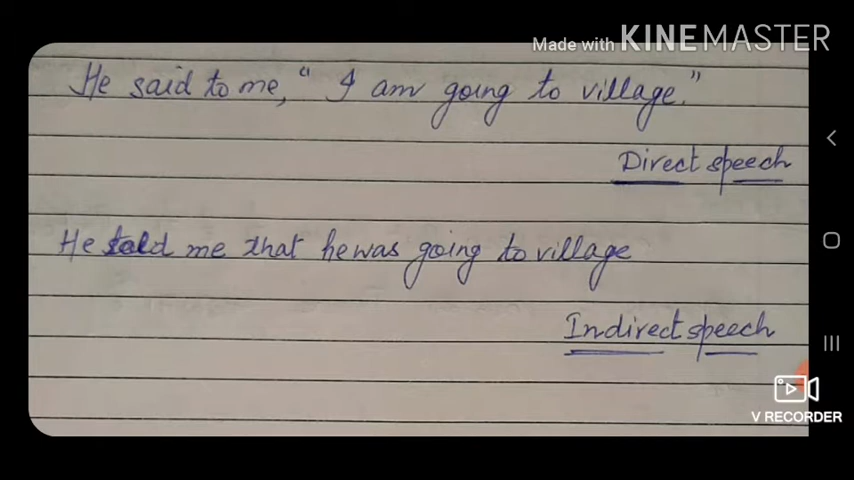 Made with KINEMASTER
He said to me, "I am going to village."
Direct speech
He told me that he was going to village
Indirect speech
V RECORDER